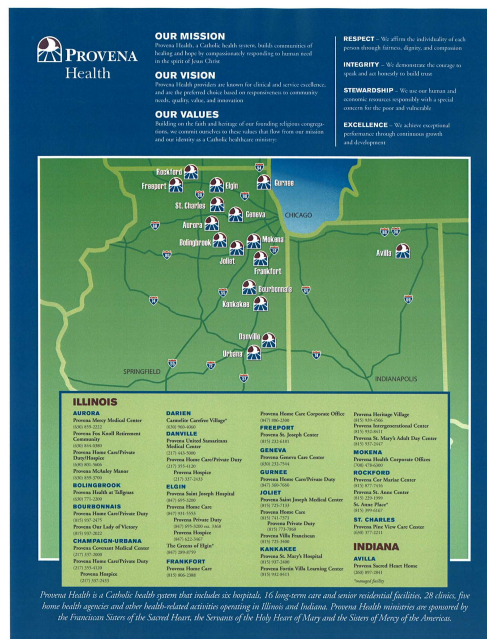 PROVENA
Health
OUR MISSION
Provena Health, a Catholic health system, builds communities of
healing and hope by compassionately responding to human need
in the spirit of Jesus Christ
OUR VISION
Provena Health providers are known for clinical and service excellence,
and are the preferred choice based on responsiveness to community
needs, quality, value, and innovation
OUR VALUES
Building on the faith and heritage of our founding religious congrega-
tions, we commit ourselves to these values that flow from our mission
and our identity as a Catholic healthcare ministry:
RESPECT – We affirm the individuality of each
person through fairness, dignity, and compassion
INTEGRITY – We demonstrate the courage to
speak and act honestly to build trust
STEWARDSHIP – We use our human and
economic resources responsibly with a special
concern for the poor and vulnerable
EXCELLENCE – We achieve exceptional
performance through continuous growth
and development
Rockford
Freeport
Elgin
Gurnee
St. Charles
Geneva
CHICAGO
Aurora
Bolingbrook
Mokena
Joliet
Frankfort
Avilla
Bourbonnais
Kankakee
Danville
Urbana
SPRINGFIELD
INDIANAPOLIS
ILLINOIS
AURORA
Provena Mercy Medical Center
Provena Fox Knoll Retirement
Community
Provena Home Care/Private
Duty/Hospice
Provena McAuley Manor
BOLINGBROOK
Provena Health at Tallgrass
BOURBONNAIS
Provena Home Care/Private Duty
Provena Our Lady of Victory
CHAMPAIGN-URBANA
Provena Covenant Medical Center
Provena Home Care/Private Duty
Provena Hospice
DARIEN
Carmelite Carefree Village*
DANVILLE
Provena United Samaritans
Medical Center
Provena Home Care/Private Duty
Provena Hospice
ELGIN
Provena Saint Joseph Hospital
Provena Home Care
Provena Private Duty
Provena Hospice
The Greens of Elgin*
FRANKFORT
Provena Home Care
Provena Home Care Corporate Office
FREEPORT
Provena St. Joseph Center
GENEVA
Provena Geneva Care Center
GURNEE
Provena Home Care/Private Duty
JOLIET
Provena Saint Joseph Medical Center
Provena Home Care
Provena Private Duty
Provena Villa Franciscan
KANKAKEE
Provena St. Mary's Hospital
Provena Fortin Villa Learning Center
Provena Heritage Village
Provena Intergenerational Center
Provena St. Mary's Adult Day Center
MOKENA
Provena Health Corporate Offices
ROCKFORD
Provena Cor Mariae Center
Provena St. Anne Center
St. Anne Place*
ST. CHARLES
Provena Pine View Care Center
INDIANA
AVILLA
Provena Sacred Heart Home
*managed facility
Provena Health is a Catholic health system that includes six hospitals, 16 long-term care and senior residential facilities, 28 clinics, five
home health agencies and other health-related activities operating in Illinois and Indiana. Provena Health ministries are sponsored by
the Franciscan Sisters of the Sacred Heart, the Servants of the Holy Heart of Mary and the Sisters of Mercy of the Americas.